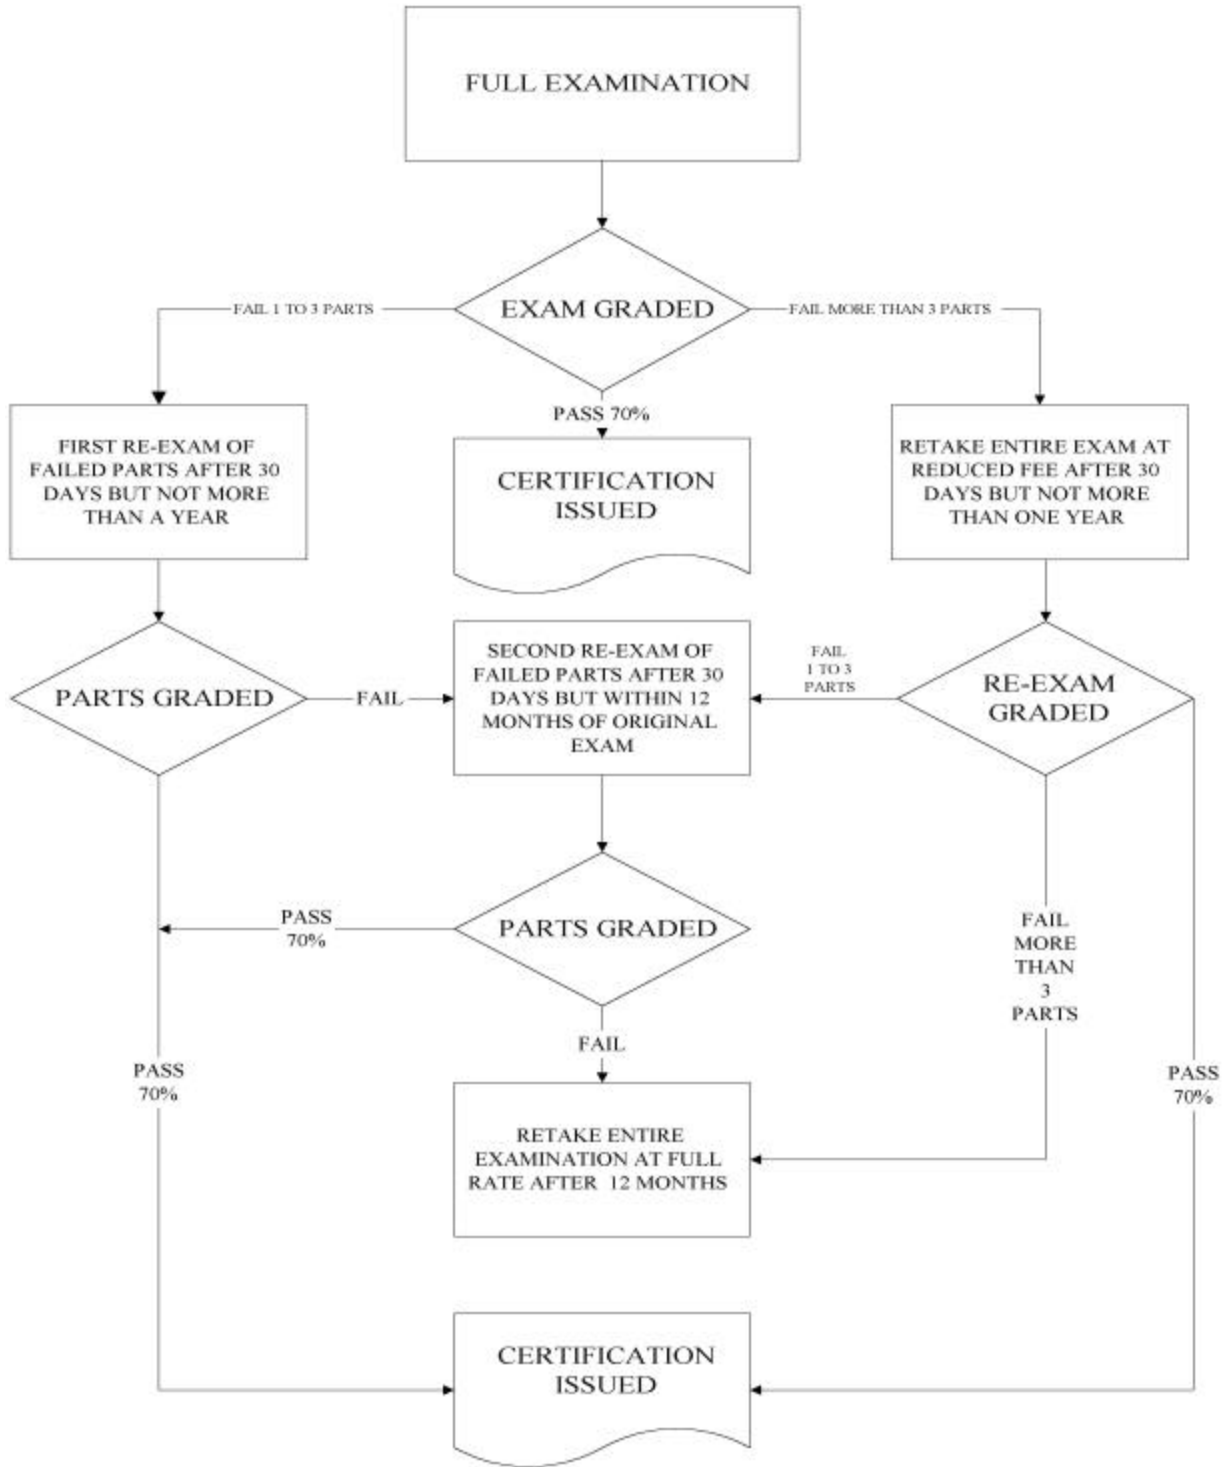 FULL EXAMINATION
EXAM GRADED
FAIL 1 TO 3 PARTS
FAIL MORE THAN 3 PARTS
PASS 70%
FIRST RE-EXAM OF
FAILED PARTS AFTER 30
DAYS BUT NOT MORE
THAN A YEAR
CERTIFICATION
ISSUED
RETAKE ENTIRE EXAM AT
REDUCED FEE AFTER 30
DAYS BUT NOT MORE
THAN ONE YEAR
PARTS GRADED
FAIL
SECOND RE-EXAM OF
FAILED PARTS AFTER 30
DAYS BUT WITHIN 12
MONTHS OF ORIGINAL
EXAM
FAIL
1 TO 3
PARTS
RE-EXAM
GRADED
PASS
70%
PARTS GRADED
FAIL
MORE
THAN
3
PARTS
FAIL
PASS
70%
PASS
70%
RETAKE ENTIRE
EXAMINATION AT FULL
RATE AFTER 12 MONTHS
CERTIFICATION
ISSUED